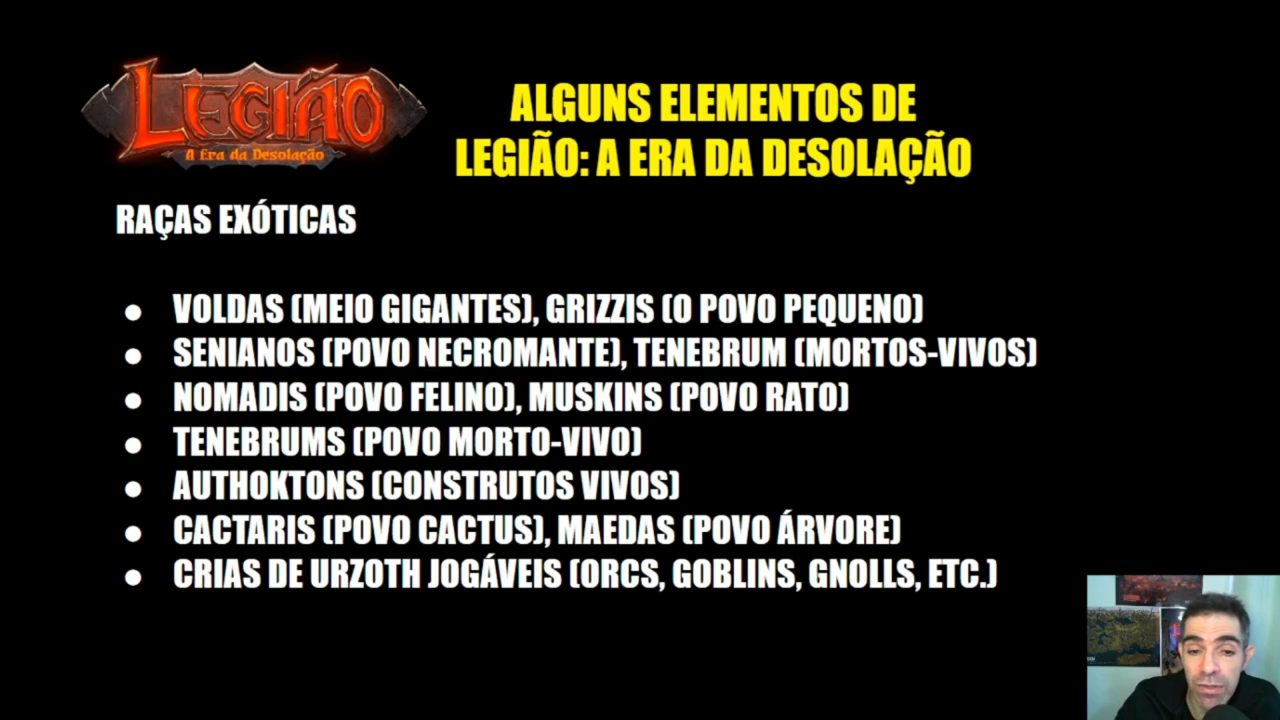 LEGIÃO
A Era da Desolação
ALGUNS ELEMENTOS DE
LEGIÃO: A ERA DA DESOLAÇÃO
RAÇAS EXÓTICAS
● VOLDAS (MEIO GIGANTES), GRIZZIS (O POVO PEQUENO)
● SENIANOS (POVO NECROMANTE), TENEBRUM (MORTOS-VIVOS)
● NOMADIS (POVO FELINO), MUSKINS (POVO RATO)
● TENEBRUMS (POVO MORTO-VIVO)
● AUTHOKTONS (CONSTRUTOS VIVOS)
● CACTARIS (POVO CACTUS), MAEDAS (POVO ÁRVORE)
● CRIAS DE URZOTH JOGÁVEIS (ORCS, GOBLINS, GNOLLS, ETC.)